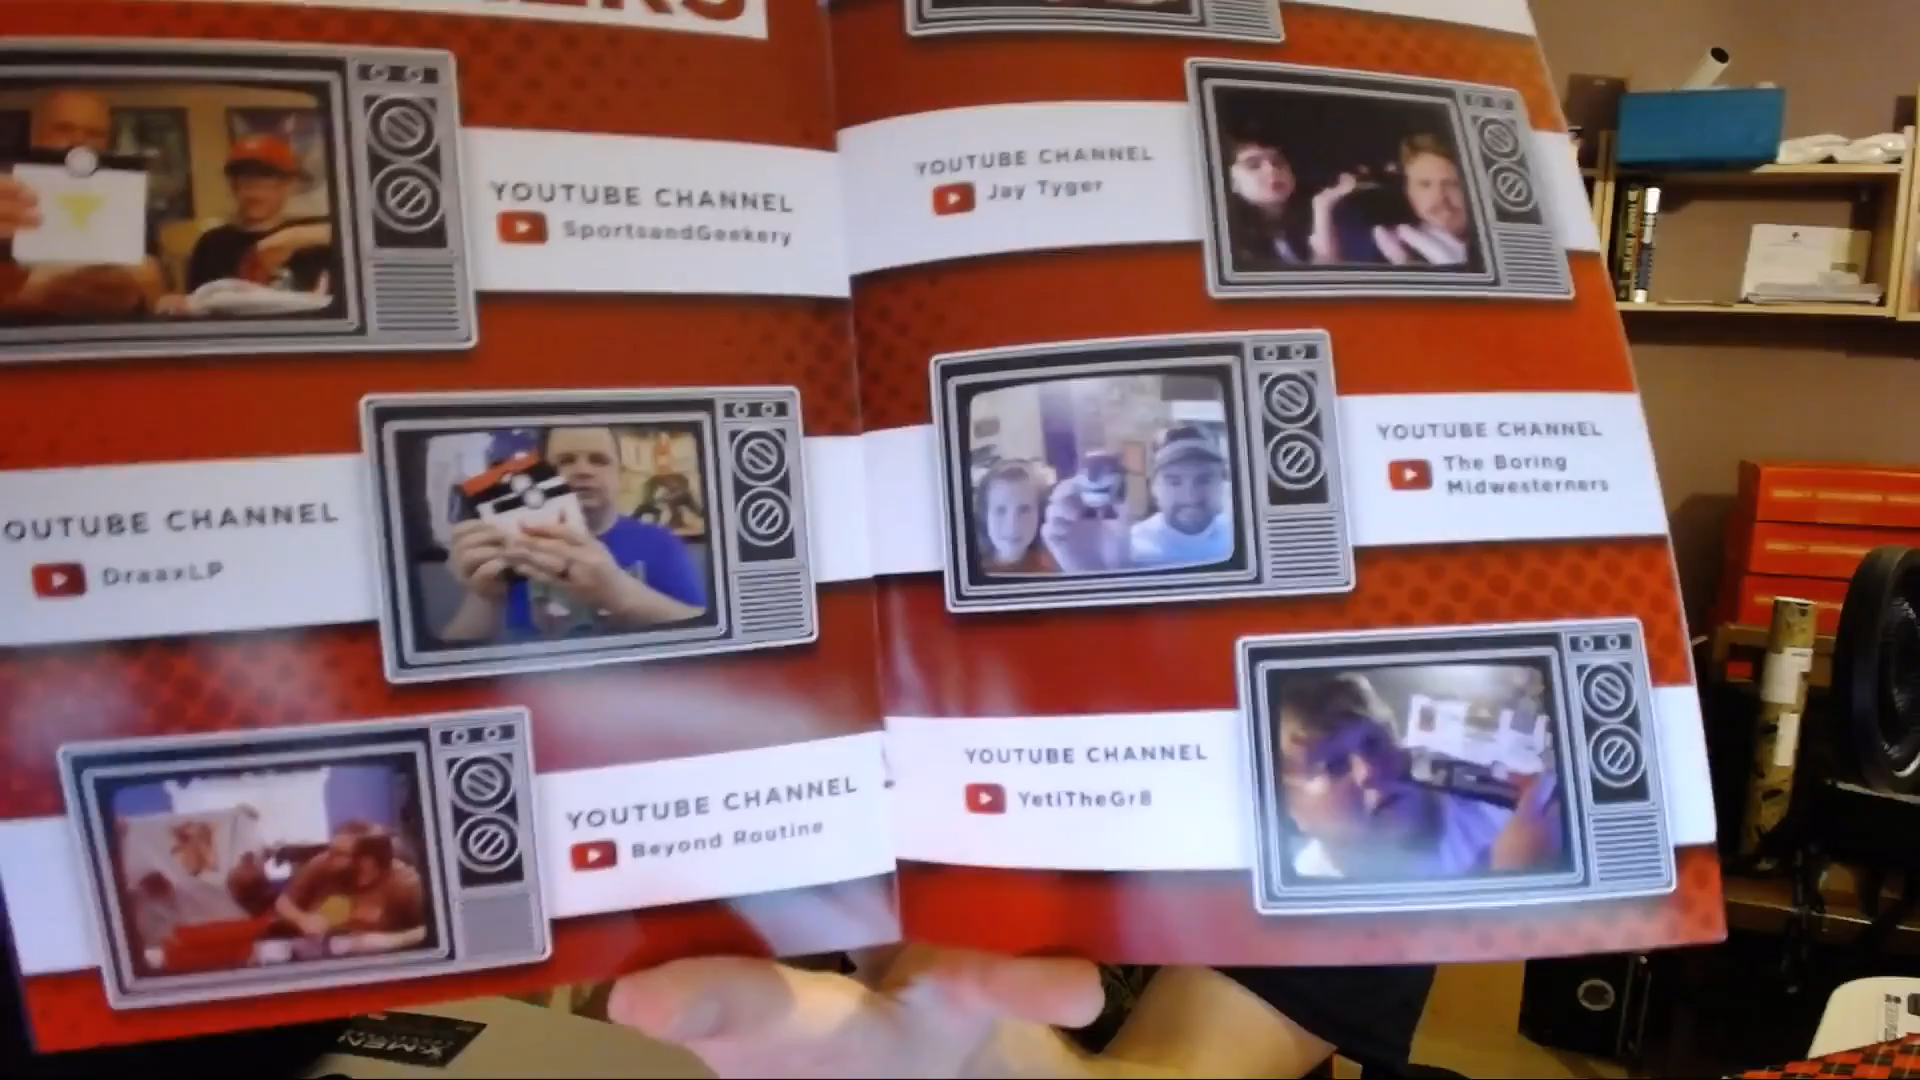 YOUTUBE CHANNEL
SportsandGeekery
OUTUBE CHANNEL
DraaxLP
YOUTUBE CHANNEL
Beyond Routine
YOUTUBE CHANNEL
Jay Tyger
YOUTUBE CHANNEL
The Boring
Midwesterners
YOUTUBE CHANNEL
YetiTheGr8
X-MEN